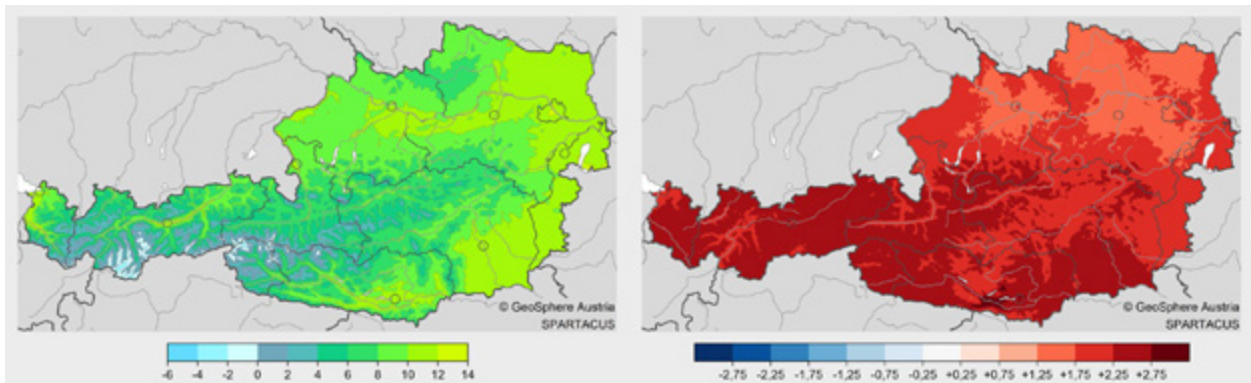 © GeoSphere Austria
SPARTACUS
-6 -4 -2 0 2 4 6 8 10 12 14
© GeoSphere Austria
SPARTACUS
-2,75 -2,25 -1,75 -1,25 -0,75 -0,25 +0,25 +0,75 +1,25 +1,75 +2,25 +2,75